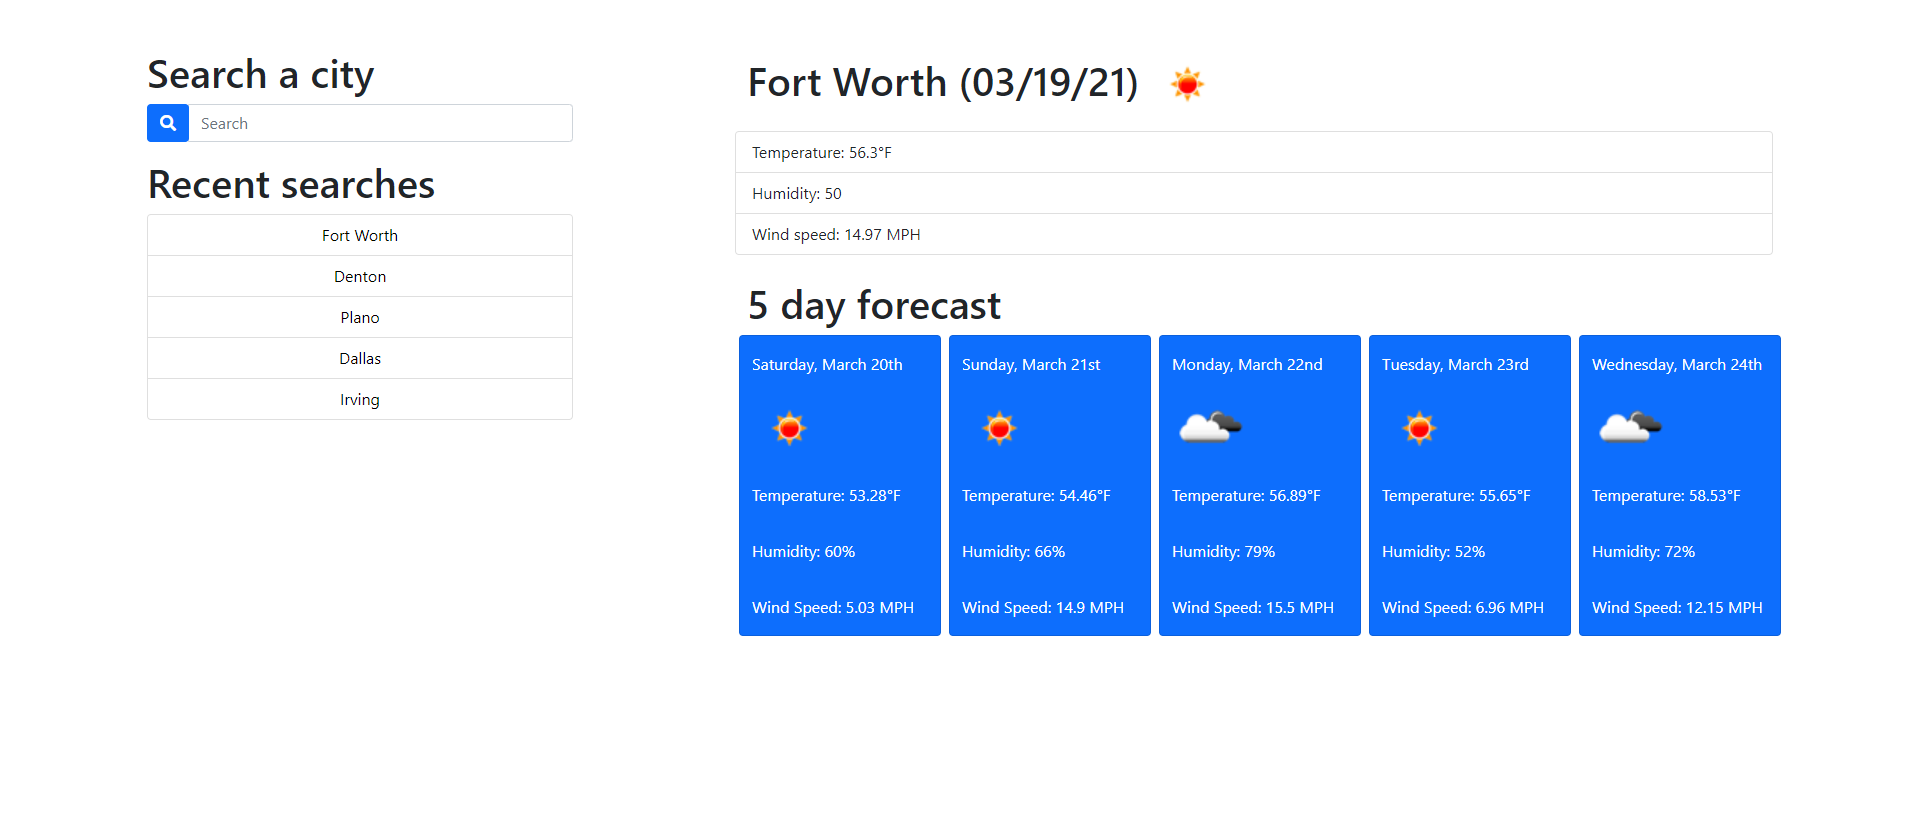 Search a city
Search
Recent searches
Fort Worth
Denton
Plano
Dallas
Irving
Fort Worth (03/19/21)
Temperature: 56.3°F
Humidity: 50
Wind speed: 14.97 MPH
5 day forecast
Saturday, March 20th
Temperature: 53.28°F
Humidity: 60%
Wind Speed: 5.03 MPH
Sunday, March 21st
Temperature: 54.46°F
Humidity: 66%
Wind Speed: 14.9 MPH
Monday, March 22nd
Temperature: 56.89°F
Humidity: 79%
Wind Speed: 15.5 MPH
Tuesday, March 23rd
Temperature: 55.65°F
Humidity: 52%
Wind Speed: 6.96 MPH
Wednesday, March 24th
Temperature: 58.53°F
Humidity: 72%
Wind Speed: 12.15 MPH